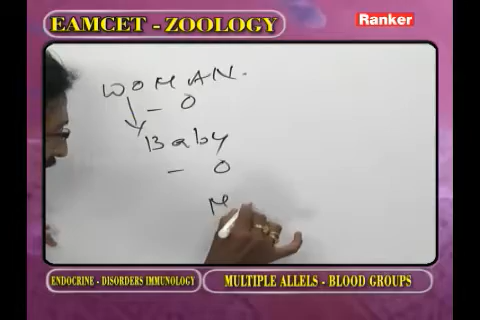 EAMCET - ZOOLOGY
Ranker
WOMAN.
- O
Baby
- O
M
ENDOCRINE - DISORDERS IMMUNOLOGY
MULTIPLE ALLELS - BLOOD GROUPS